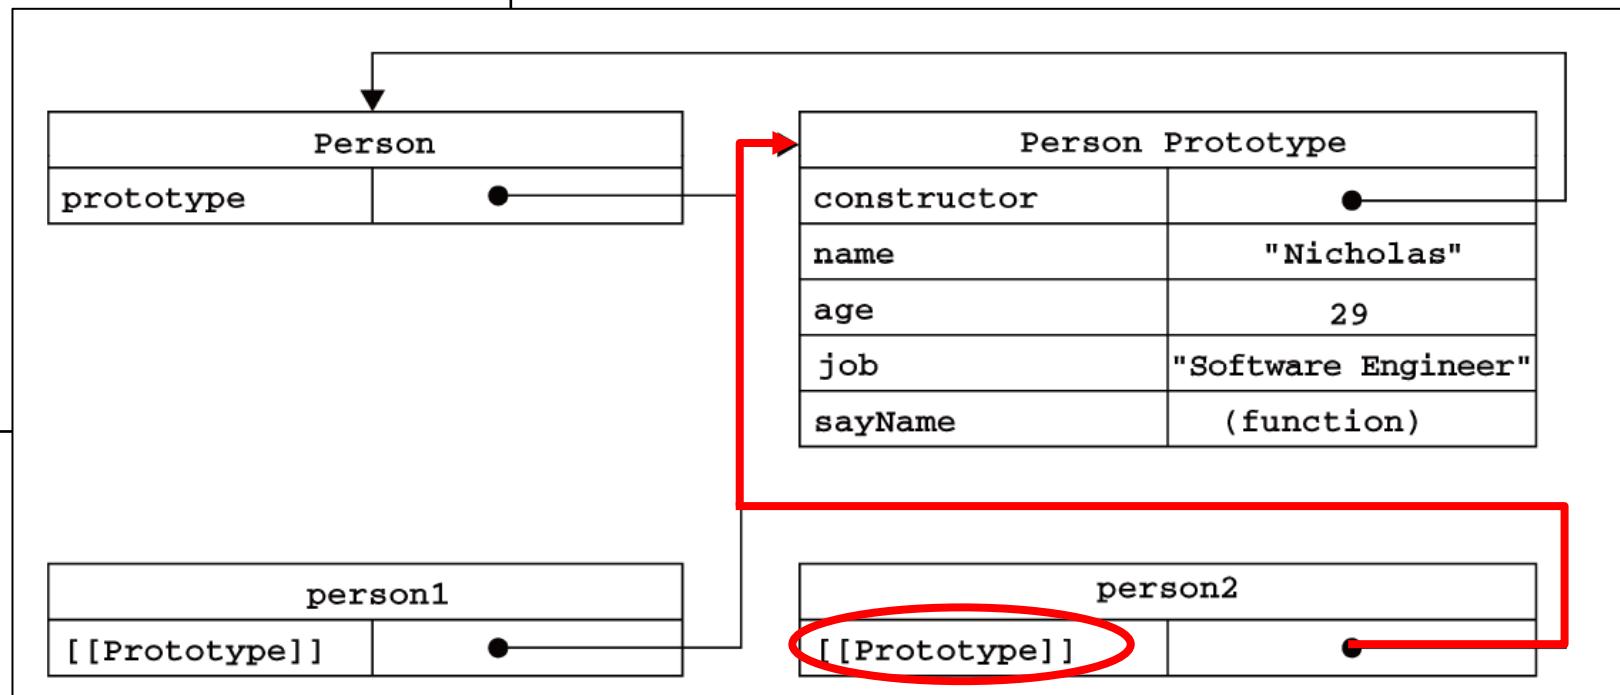 Person
prototype
Person Prototype
constructor
name "Nicholas"
age 29
job "Software Engineer"
sayName (function)
person1
[[Prototype]]
person2
[[Prototype]]